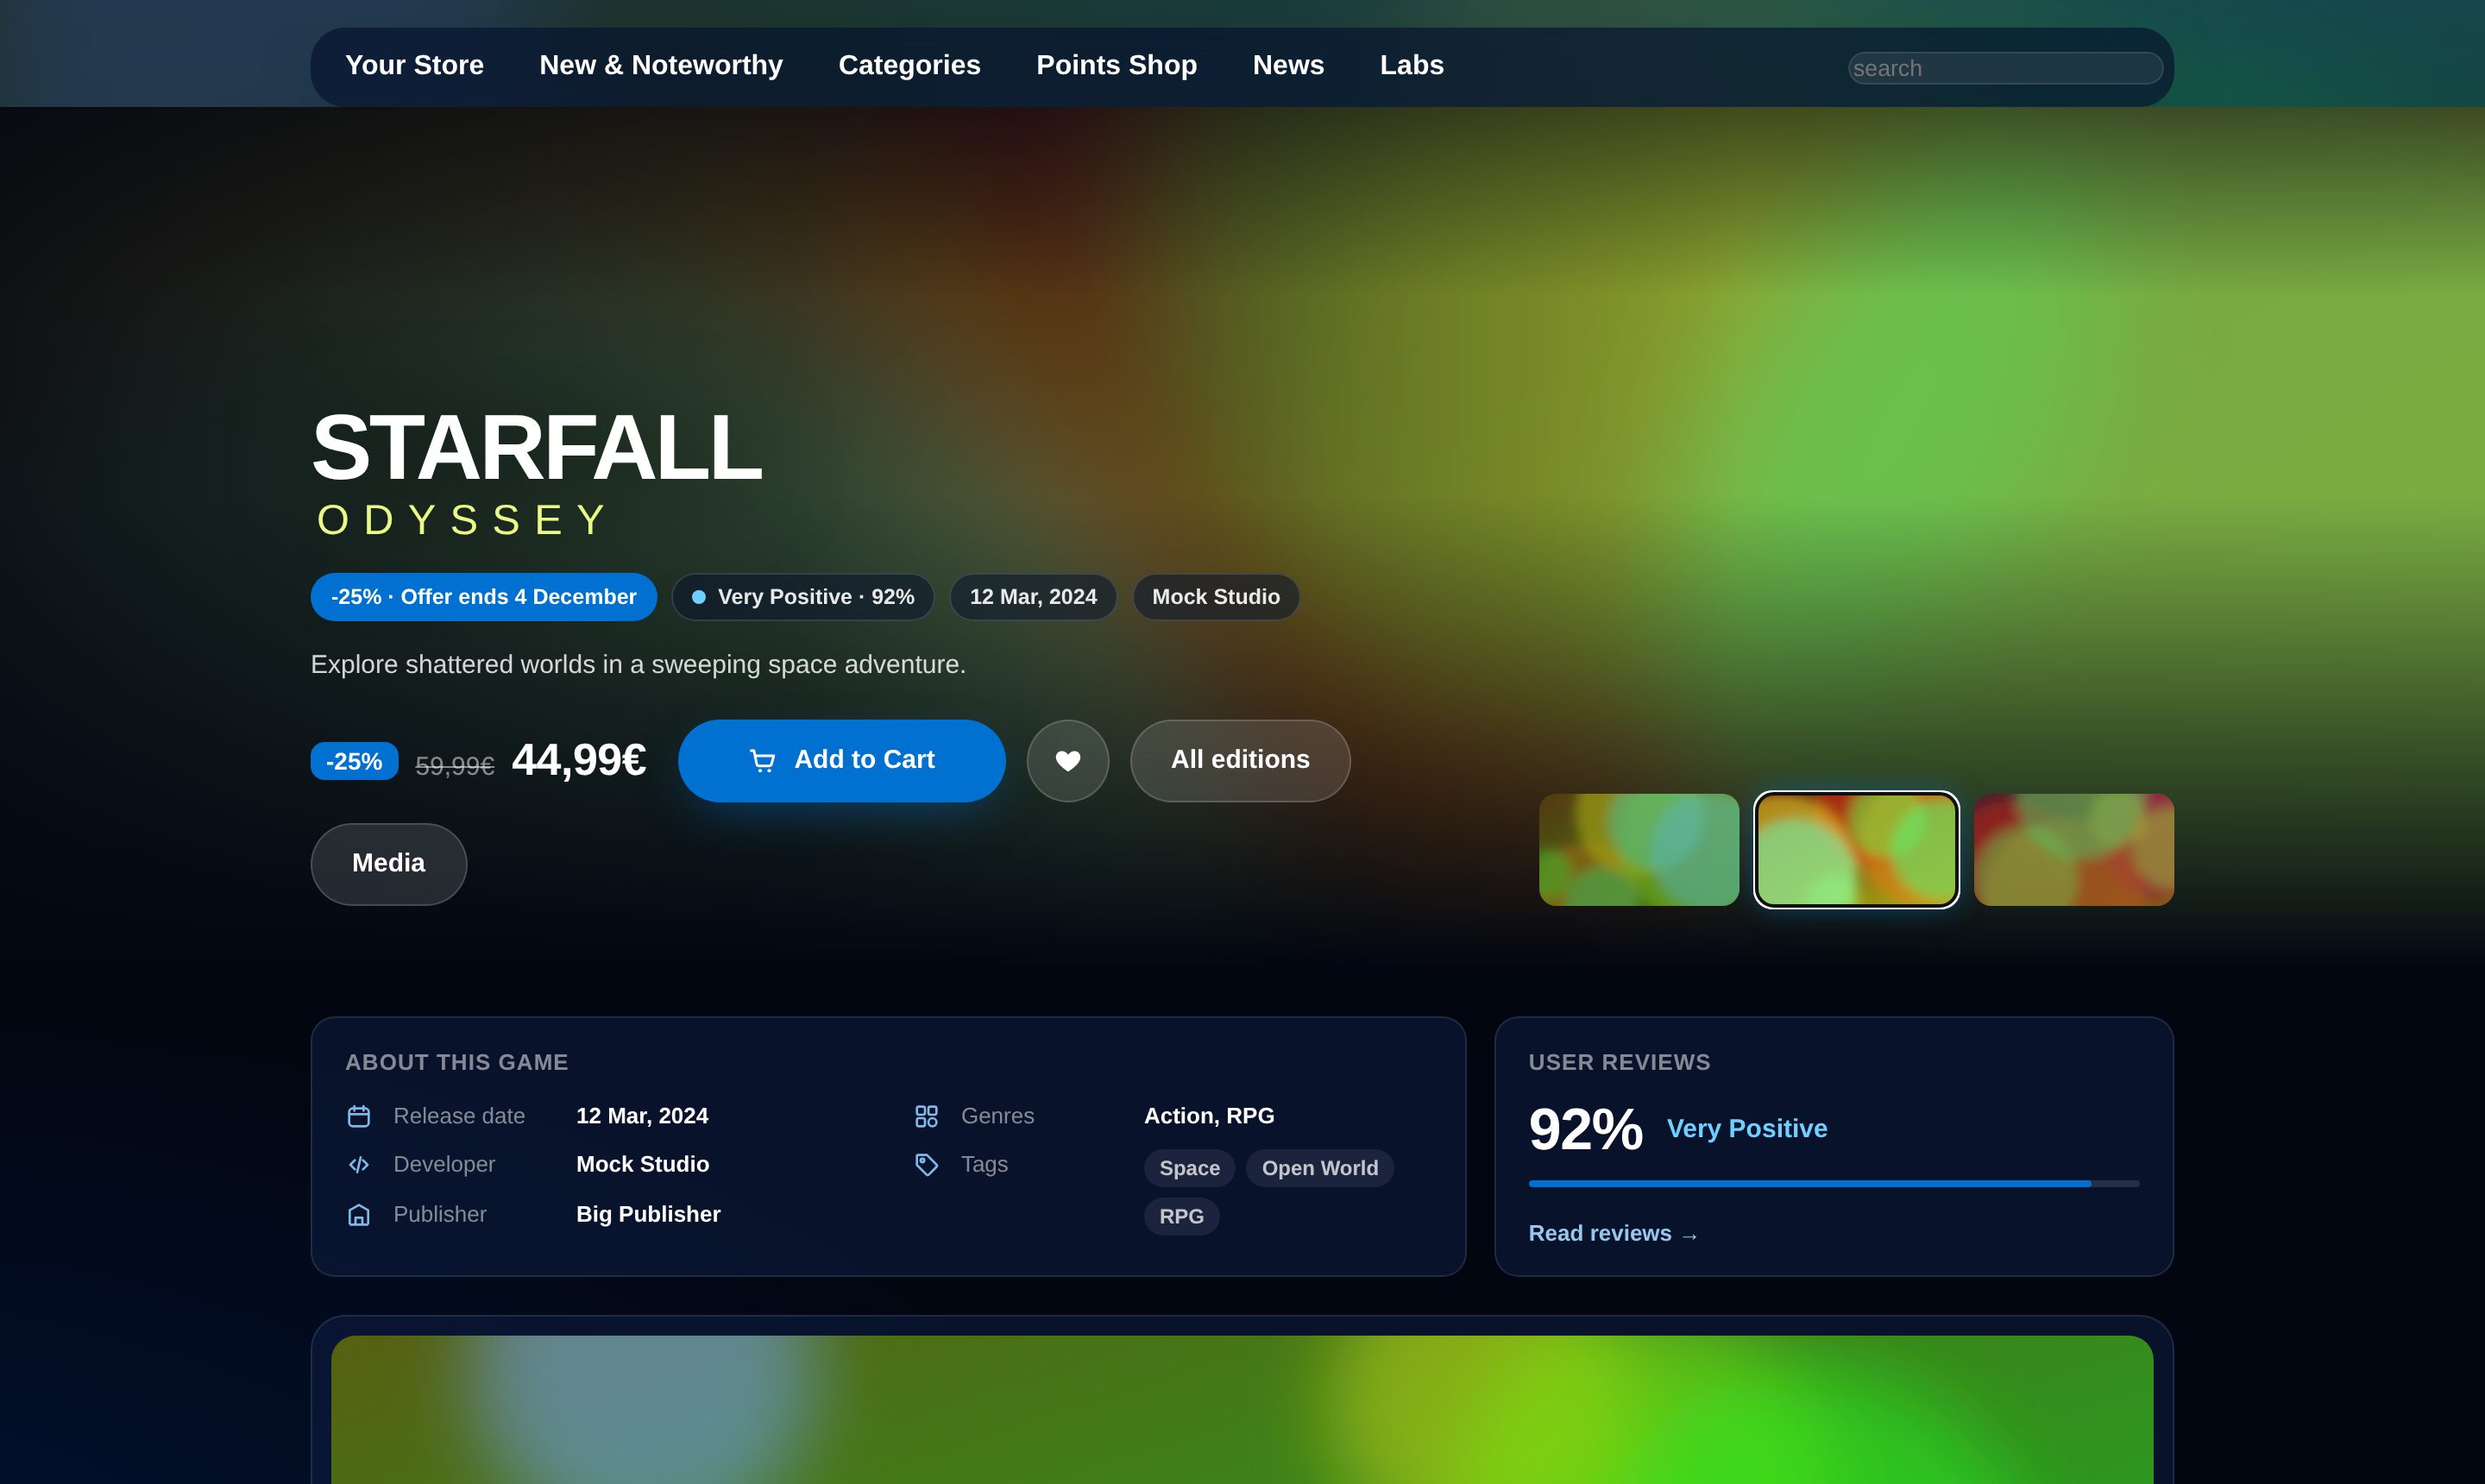 Your Store New & Noteworthy Categories Points Shop News Labs search
STARFALL
ODYSSEY
-25% · Offer ends 4 December Very Positive · 92% 12 Mar, 2024 Mock Studio
Explore shattered worlds in a sweeping space adventure.
-25% 59,99€ 44,99€ Add to Cart All editions
Media
ABOUT THIS GAME
Release date 12 Mar, 2024
Developer Mock Studio
Publisher Big Publisher
Genres Action, RPG
Tags Space Open World
RPG
USER REVIEWS
92% Very Positive
Read reviews →